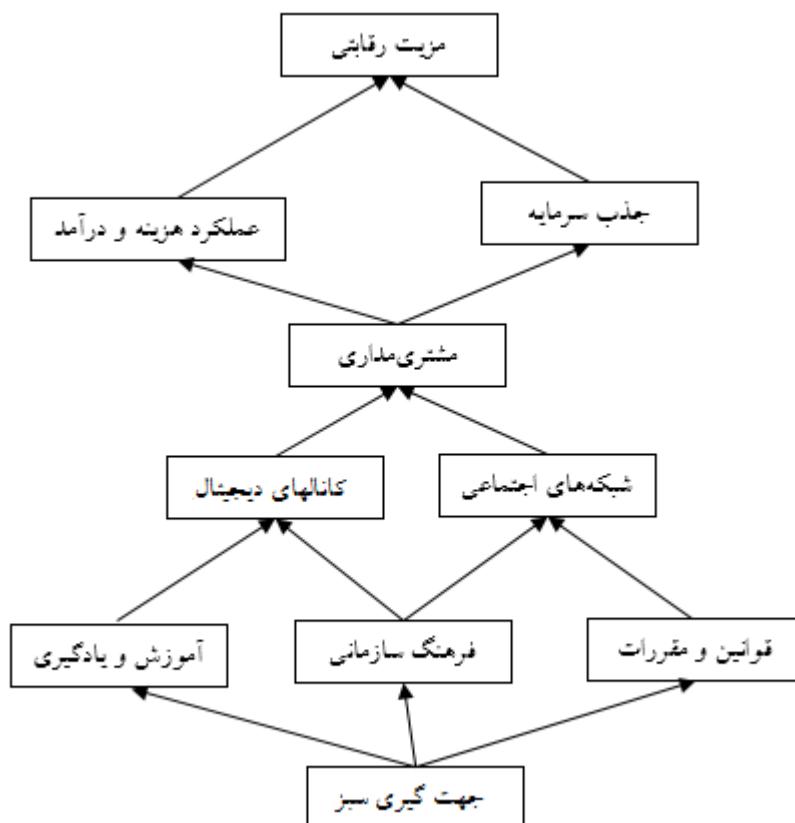 مزیت رقابتی
جذب سرمایه
عملکرد هزینه و درآمد
مشتری‌مداری
شبکه‌های اجتماعی
کانالهای دیجیتال
قوانین و مقررات
فرهنگ سازمانی
آموزش و یادگیری
جهت گیری سبز